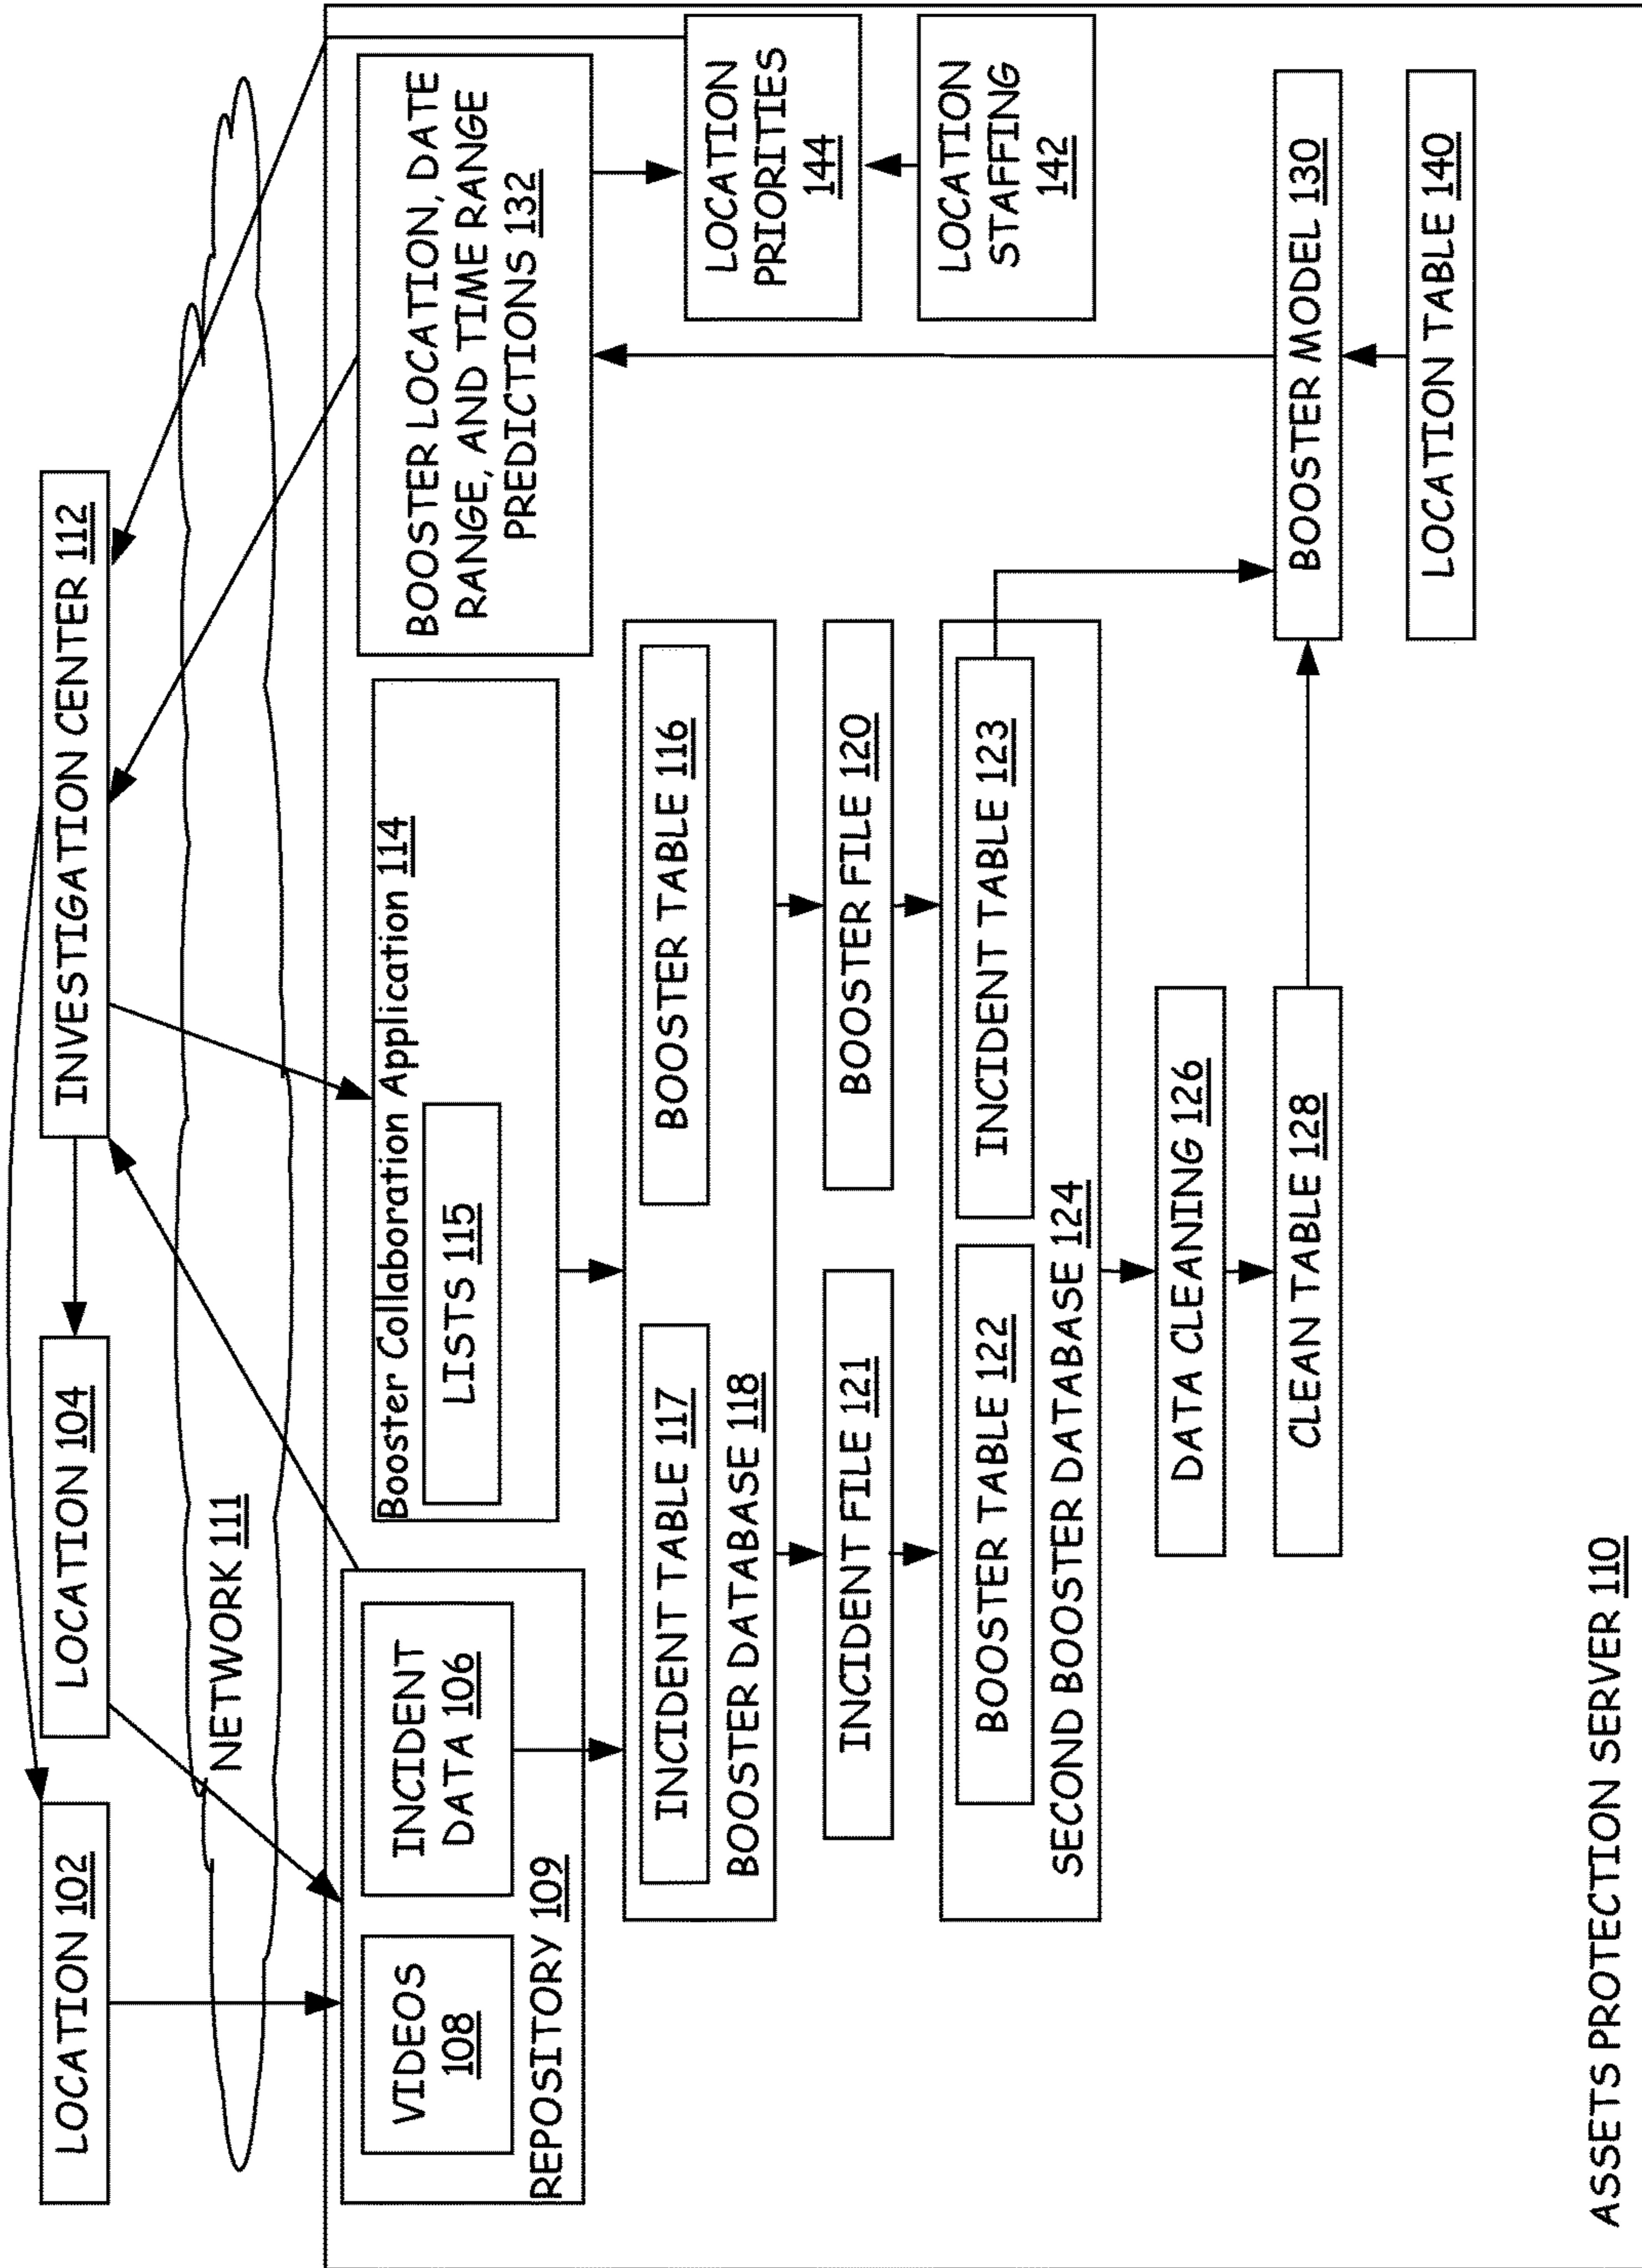 LOCATION 102
LOCATION 104
INVESTIGATION CENTER 112
NETWORK 111
VIDEOS
108
INCIDENT
DATA 106
REPOSITORY 109
Booster Collaboration Application 114
LISTS 115
BOOSTER LOCATION, DATE
RANGE, AND TIME RANGE
PREDICTIONS 132
INCIDENT TABLE 117
BOOSTER TABLE 116
BOOSTER DATABASE 118
LOCATION
PRIORITIES
144
INCIDENT FILE 121
BOOSTER FILE 120
LOCATION
STAFFING
142
BOOSTER TABLE 122
INCIDENT TABLE 123
SECOND BOOSTER DATABASE 124
DATA CLEANING 126
CLEAN TABLE 128
BOOSTER MODEL 130
LOCATION TABLE 140
ASSETS PROTECTION SERVER 110